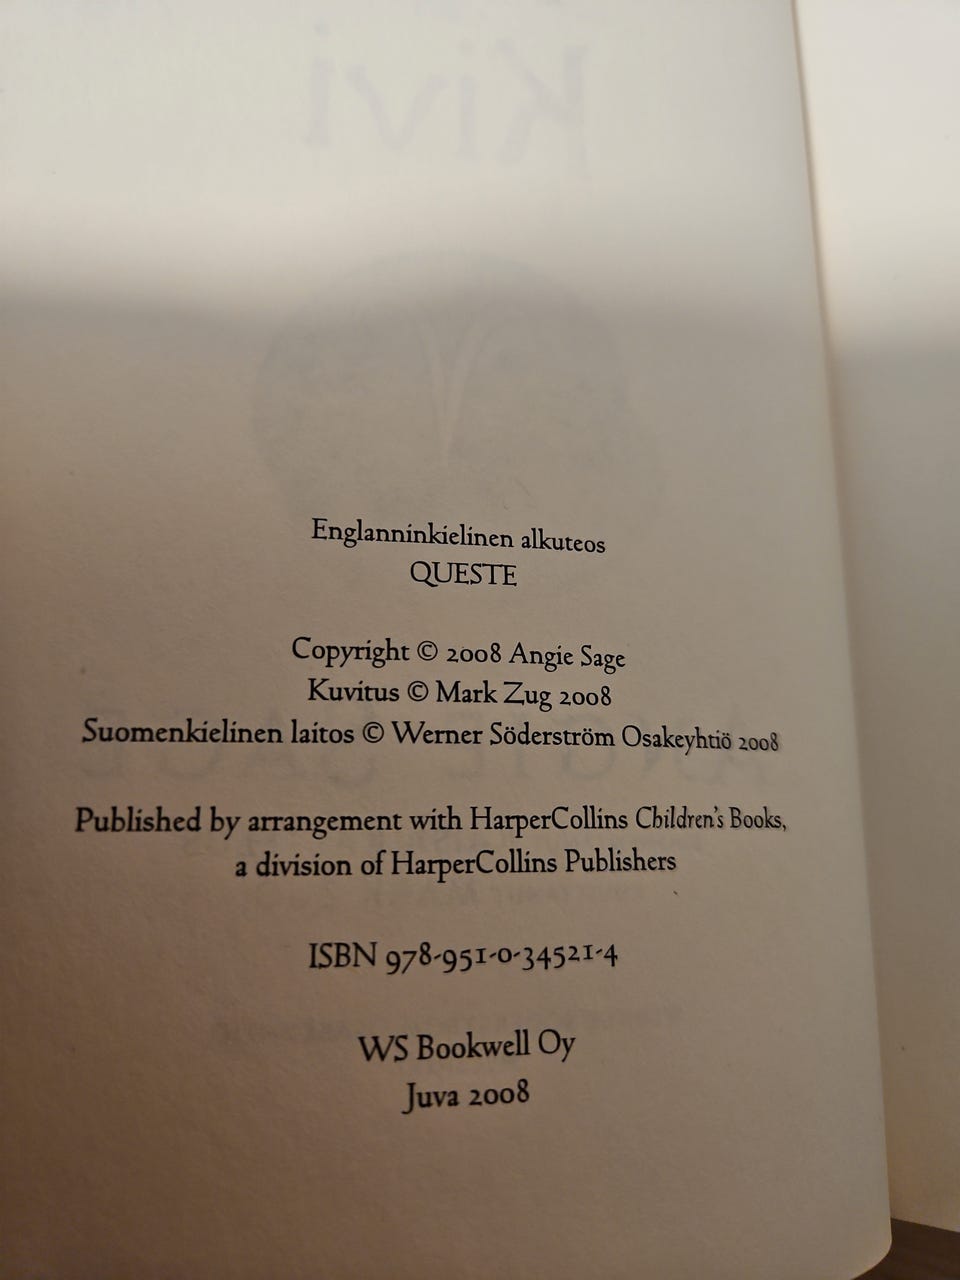 Kivi
Englanninkielinen alkuteos
QUESTE
Copyright © 2008 Angie Sage
Kuvitus © Mark Zug 2008
Suomenkielinen laitos © Werner Söderström Osakeyhtiö 2008
Published by arrangement with HarperCollins Children's Books,
a division of HarperCollins Publishers
ISBN 978-951-0-34521-4
WS Bookwell Oy
Juva 2008